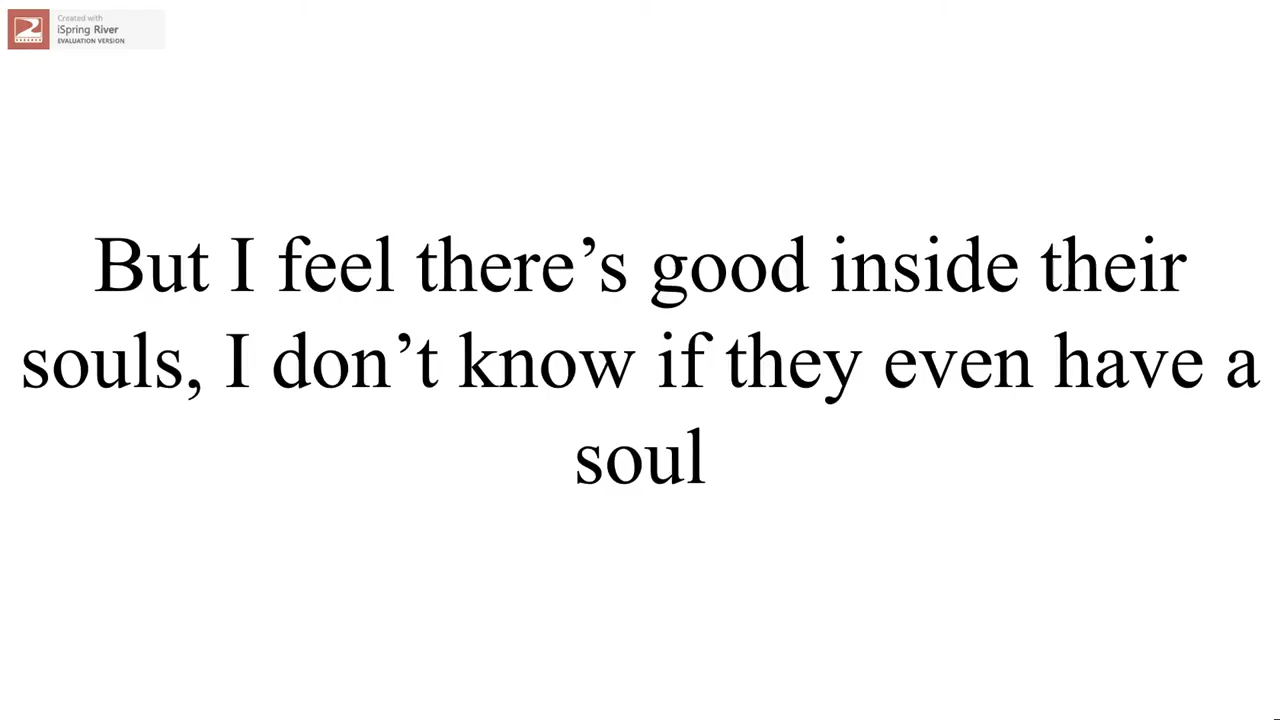 Created with
iSpring River
EVALUATION VERSION
But I feel there’s good inside their
souls, I don’t know if they even have a
soul